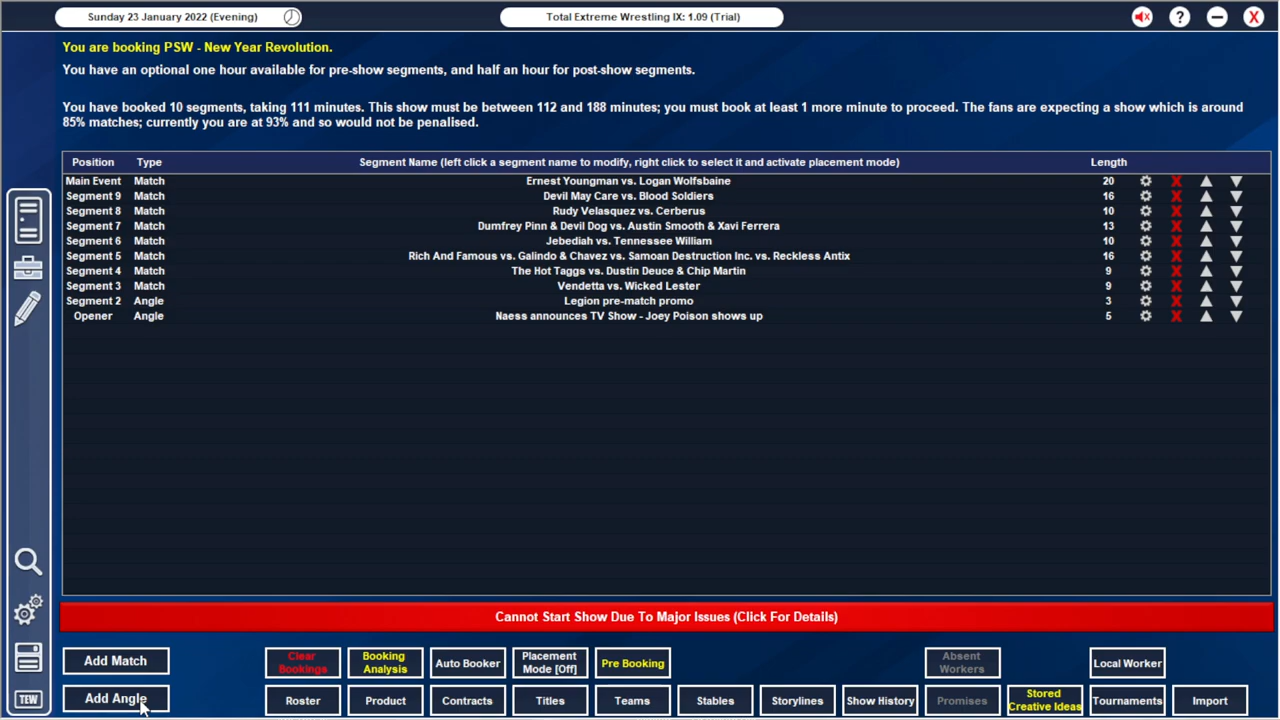 Sunday 23 January 2022 (Evening)
Total Extreme Wrestling IX: 1.09 (Trial)
?
X
You are booking PSW - New Year Revolution.
You have an optional one hour available for pre-show segments, and half an hour for post-show segments.
You have booked 10 segments, taking 111 minutes. This show must be between 112 and 188 minutes; you must book at least 1 more minute to proceed. The fans are expecting a show which is around
85% matches; currently you are at 93% and so would not be penalised.
Position Type Segment Name (left click a segment name to modify, right click to select it and activate placement mode) Length
Main Event Match Ernest Youngman vs. Logan Wolfsbaine 20 X
Segment 9 Match Devil May Care vs. Blood Soldiers 16 X
Segment 8 Match Rudy Velasquez vs. Cerberus 10 X
Segment 7 Match Dumfrey Pinn & Devil Dog vs. Austin Smooth & Xavi Ferrera 13 X
Segment 6 Match Jebediah vs. Tennessee William 10 X
Segment 5 Match Rich And Famous vs. Galindo & Chavez vs. Samoan Destruction Inc. vs. Reckless Antix 16 X
Segment 4 Match The Hot Taggs vs. Dustin Deuce & Chip Martin 9 X
Segment 3 Match Vendetta vs. Wicked Lester 9 X
Segment 2 Angle Legion pre-match promo 3 X
Opener Angle Naess announces TV Show - Joey Poison shows up 5 X
Cannot Start Show Due To Major Issues (Click For Details)
Add Match
Clear Bookings
Booking Analysis
Auto Booker
Placement Mode [Off]
Pre Booking
Absent Workers
Local Worker
TEW
Add Angle
Roster
Product
Contracts
Titles
Teams
Stables
Storylines
Show History
Promises
Stored Creative Ideas
Tournaments
Import